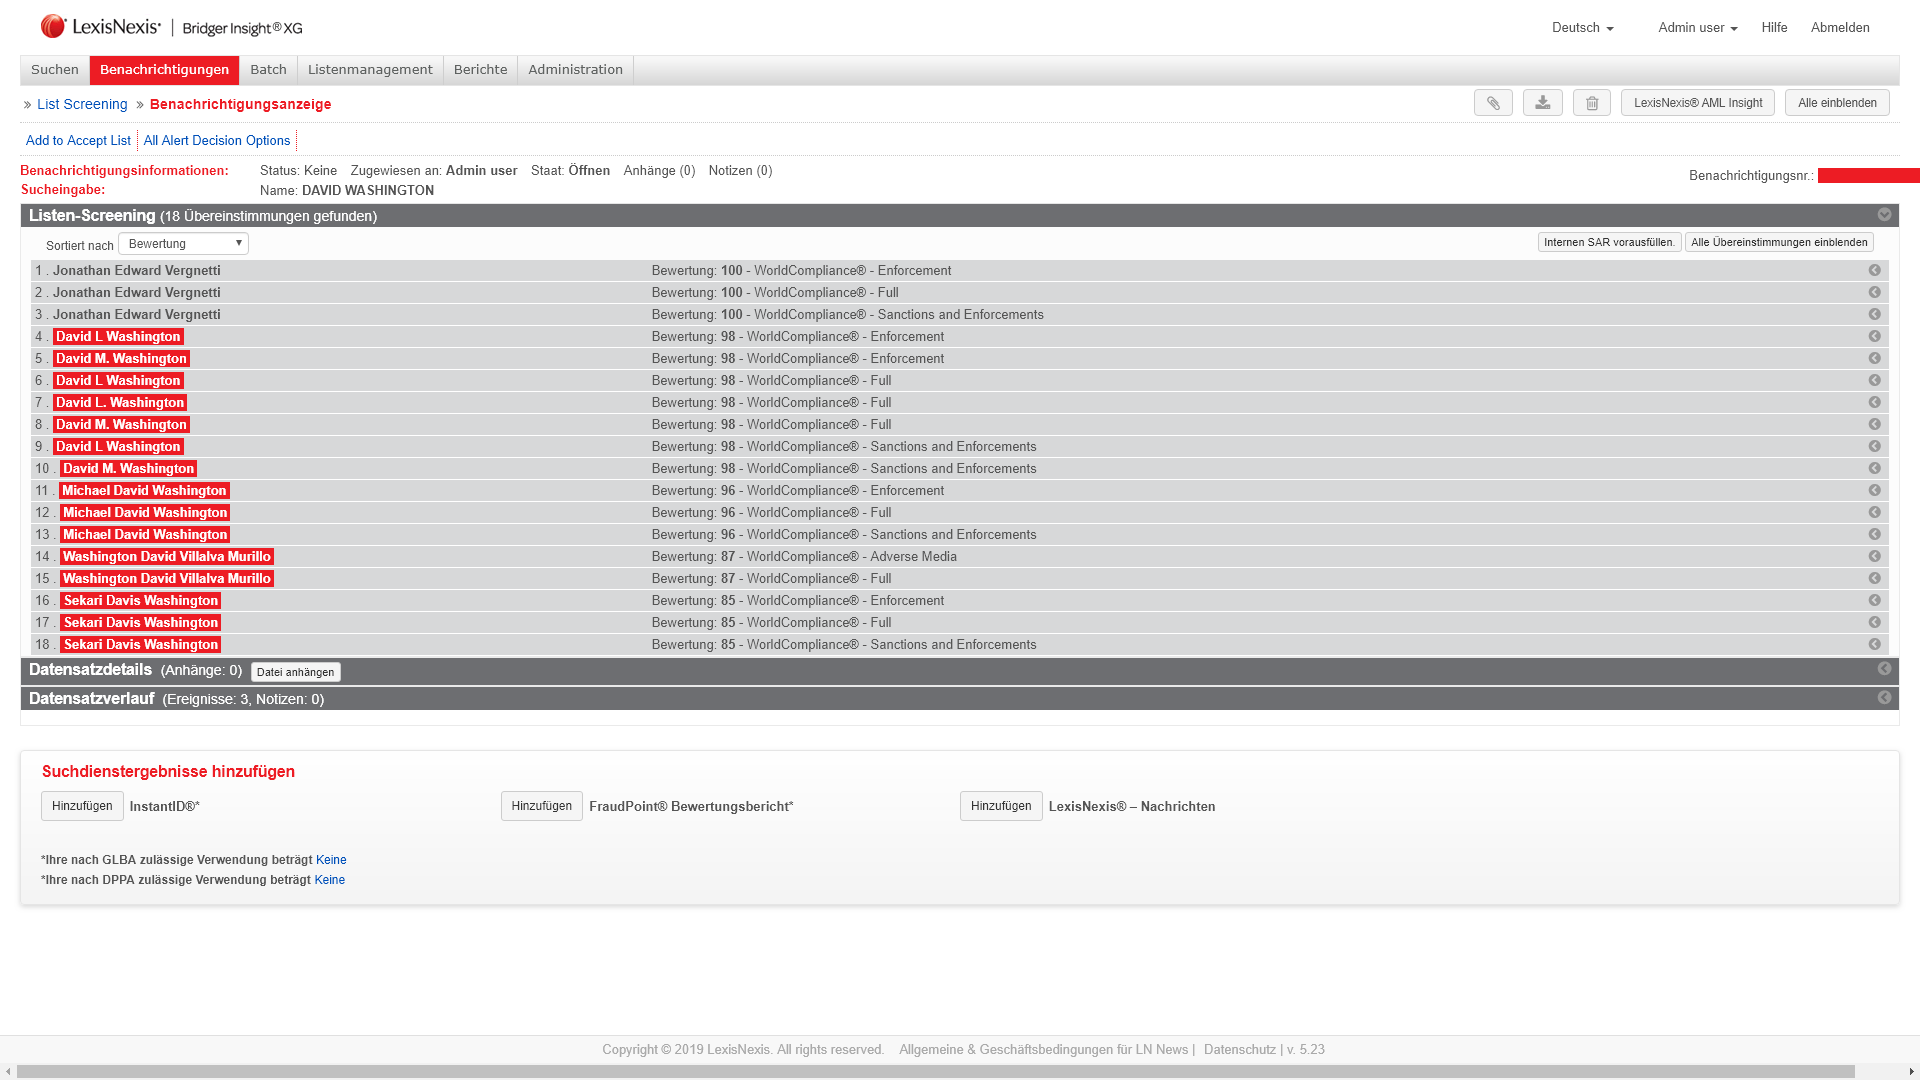 LexisNexis® | Bridger Insight® XG
Deutsch Admin user Hilfe Abmelden
Suchen Benachrichtigungen Batch Listenmanagement Berichte Administration
» List Screening » Benachrichtigungsanzeige
LexisNexis® AML Insight Alle einblenden
Add to Accept List All Alert Decision Options
Benachrichtigungsinformationen: Status: Keine Zugewiesen an: Admin user Staat: Öffnen Anhänge (0) Notizen (0)
Benachrichtigungsnr.:
Sucheingabe: Name: DAVID WASHINGTON
Listen-Screening (18 Übereinstimmungen gefunden)
Sortiert nach Bewertung Internen SAR vorausfüllen. Alle Übereinstimmungen einblenden
1 . Jonathan Edward Vergnetti Bewertung: 100 - WorldCompliance® - Enforcement
2 . Jonathan Edward Vergnetti Bewertung: 100 - WorldCompliance® - Full
3 . Jonathan Edward Vergnetti Bewertung: 100 - WorldCompliance® - Sanctions and Enforcements
4 . David L Washington Bewertung: 98 - WorldCompliance® - Enforcement
5 . David M. Washington Bewertung: 98 - WorldCompliance® - Enforcement
6 . David L Washington Bewertung: 98 - WorldCompliance® - Full
7 . David L. Washington Bewertung: 98 - WorldCompliance® - Full
8 . David M. Washington Bewertung: 98 - WorldCompliance® - Full
9 . David L Washington Bewertung: 98 - WorldCompliance® - Sanctions and Enforcements
10 . David M. Washington Bewertung: 98 - WorldCompliance® - Sanctions and Enforcements
11 . Michael David Washington Bewertung: 96 - WorldCompliance® - Enforcement
12 . Michael David Washington Bewertung: 96 - WorldCompliance® - Full
13 . Michael David Washington Bewertung: 96 - WorldCompliance® - Sanctions and Enforcements
14 . Washington David Villalva Murillo Bewertung: 87 - WorldCompliance® - Adverse Media
15 . Washington David Villalva Murillo Bewertung: 87 - WorldCompliance® - Full
16 . Sekari Davis Washington Bewertung: 85 - WorldCompliance® - Enforcement
17 . Sekari Davis Washington Bewertung: 85 - WorldCompliance® - Full
18 . Sekari Davis Washington Bewertung: 85 - WorldCompliance® - Sanctions and Enforcements
Datensatzdetails (Anhänge: 0) Datei anhängen
Datensatzverlauf (Ereignisse: 3, Notizen: 0)
Suchdienstergebnisse hinzufügen
Hinzufügen InstantID®* Hinzufügen FraudPoint® Bewertungsbericht* Hinzufügen LexisNexis® – Nachrichten
*Ihre nach GLBA zulässige Verwendung beträgt Keine
*Ihre nach DPPA zulässige Verwendung beträgt Keine
Copyright © 2019 LexisNexis. All rights reserved. Allgemeine & Geschäftsbedingungen für LN News | Datenschutz | v. 5.23